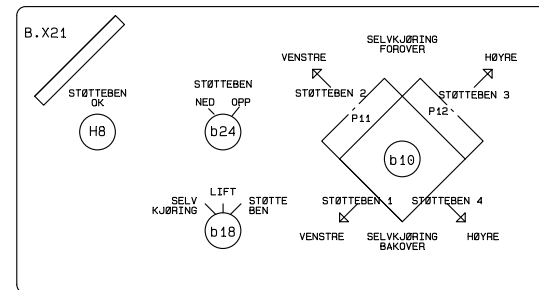 B.X21
STØTTEBEN
OK
H8
STØTTEBEN
NED OPP
b24
SELV
KJØRING
LIFT
STØTTE
BEN
b18
SELVKJØRING
FOROVER
VENSTRE
HØYRE
STØTTEBEN 2
STØTTEBEN 3
P11
P12
b10
STØTTEBEN 1
STØTTEBEN 4
VENSTRE
SELVKJØRING
BAKOVER
HØYRE